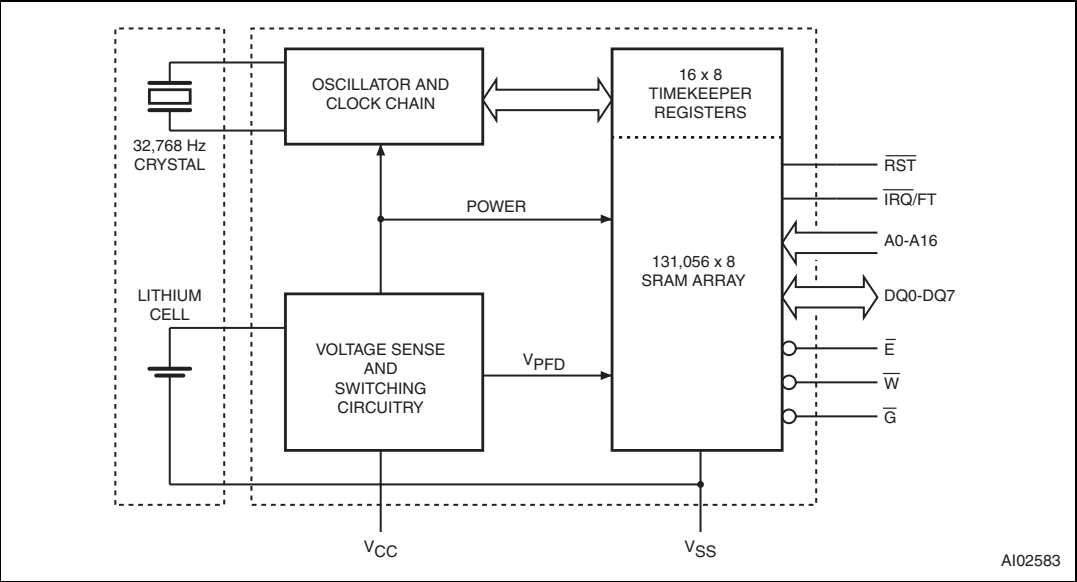 OSCILLATOR AND
CLOCK CHAIN
16 x 8
TIMEKEEPER
REGISTERS
32,768 Hz
CRYSTAL
RST
IRQ/FT
POWER
A0-A16
131,056 x 8
SRAM ARRAY
LITHIUM
CELL
DQ0-DQ7
VOLTAGE SENSE
AND
SWITCHING
CIRCUITRY
VPFD
E
W
G
VCC
VSS
AI02583